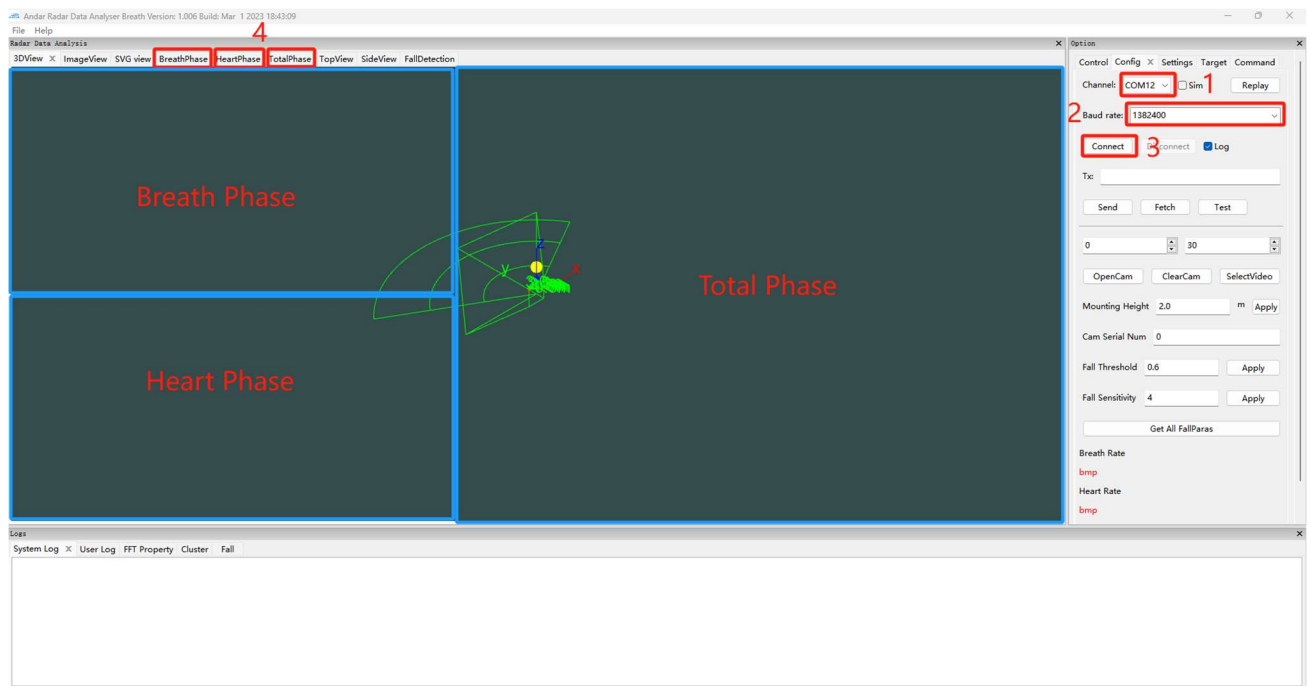 Andar Radar Data Analyser Breath Version: 1.006 Build: Mar 1 2023 18:43:09
File Help
4
Radar Data Analysis
3DView X ImageView SVG view BreathPhase HeartPhase TotalPhase TopView SideView FallDetection
Breath Phase
Heart Phase
Total Phase
z
y
x
Option
Control Config X Settings Target Command
Channel: COM12 Sim 1 Replay
2 Baud rate: 1382400
Connect 3 Log
Tx:
Send Fetch Test
0 30
OpenCam ClearCam SelectVideo
Mounting Height 2.0 m Apply
Cam Serial Num 0
Fall Threshold 0.6 Apply
Fall Sensitivity 4 Apply
Get All FallParas
Breath Rate
bmp
Heart Rate
bmp
Logs
System Log X User Log FFT Property Cluster Fall